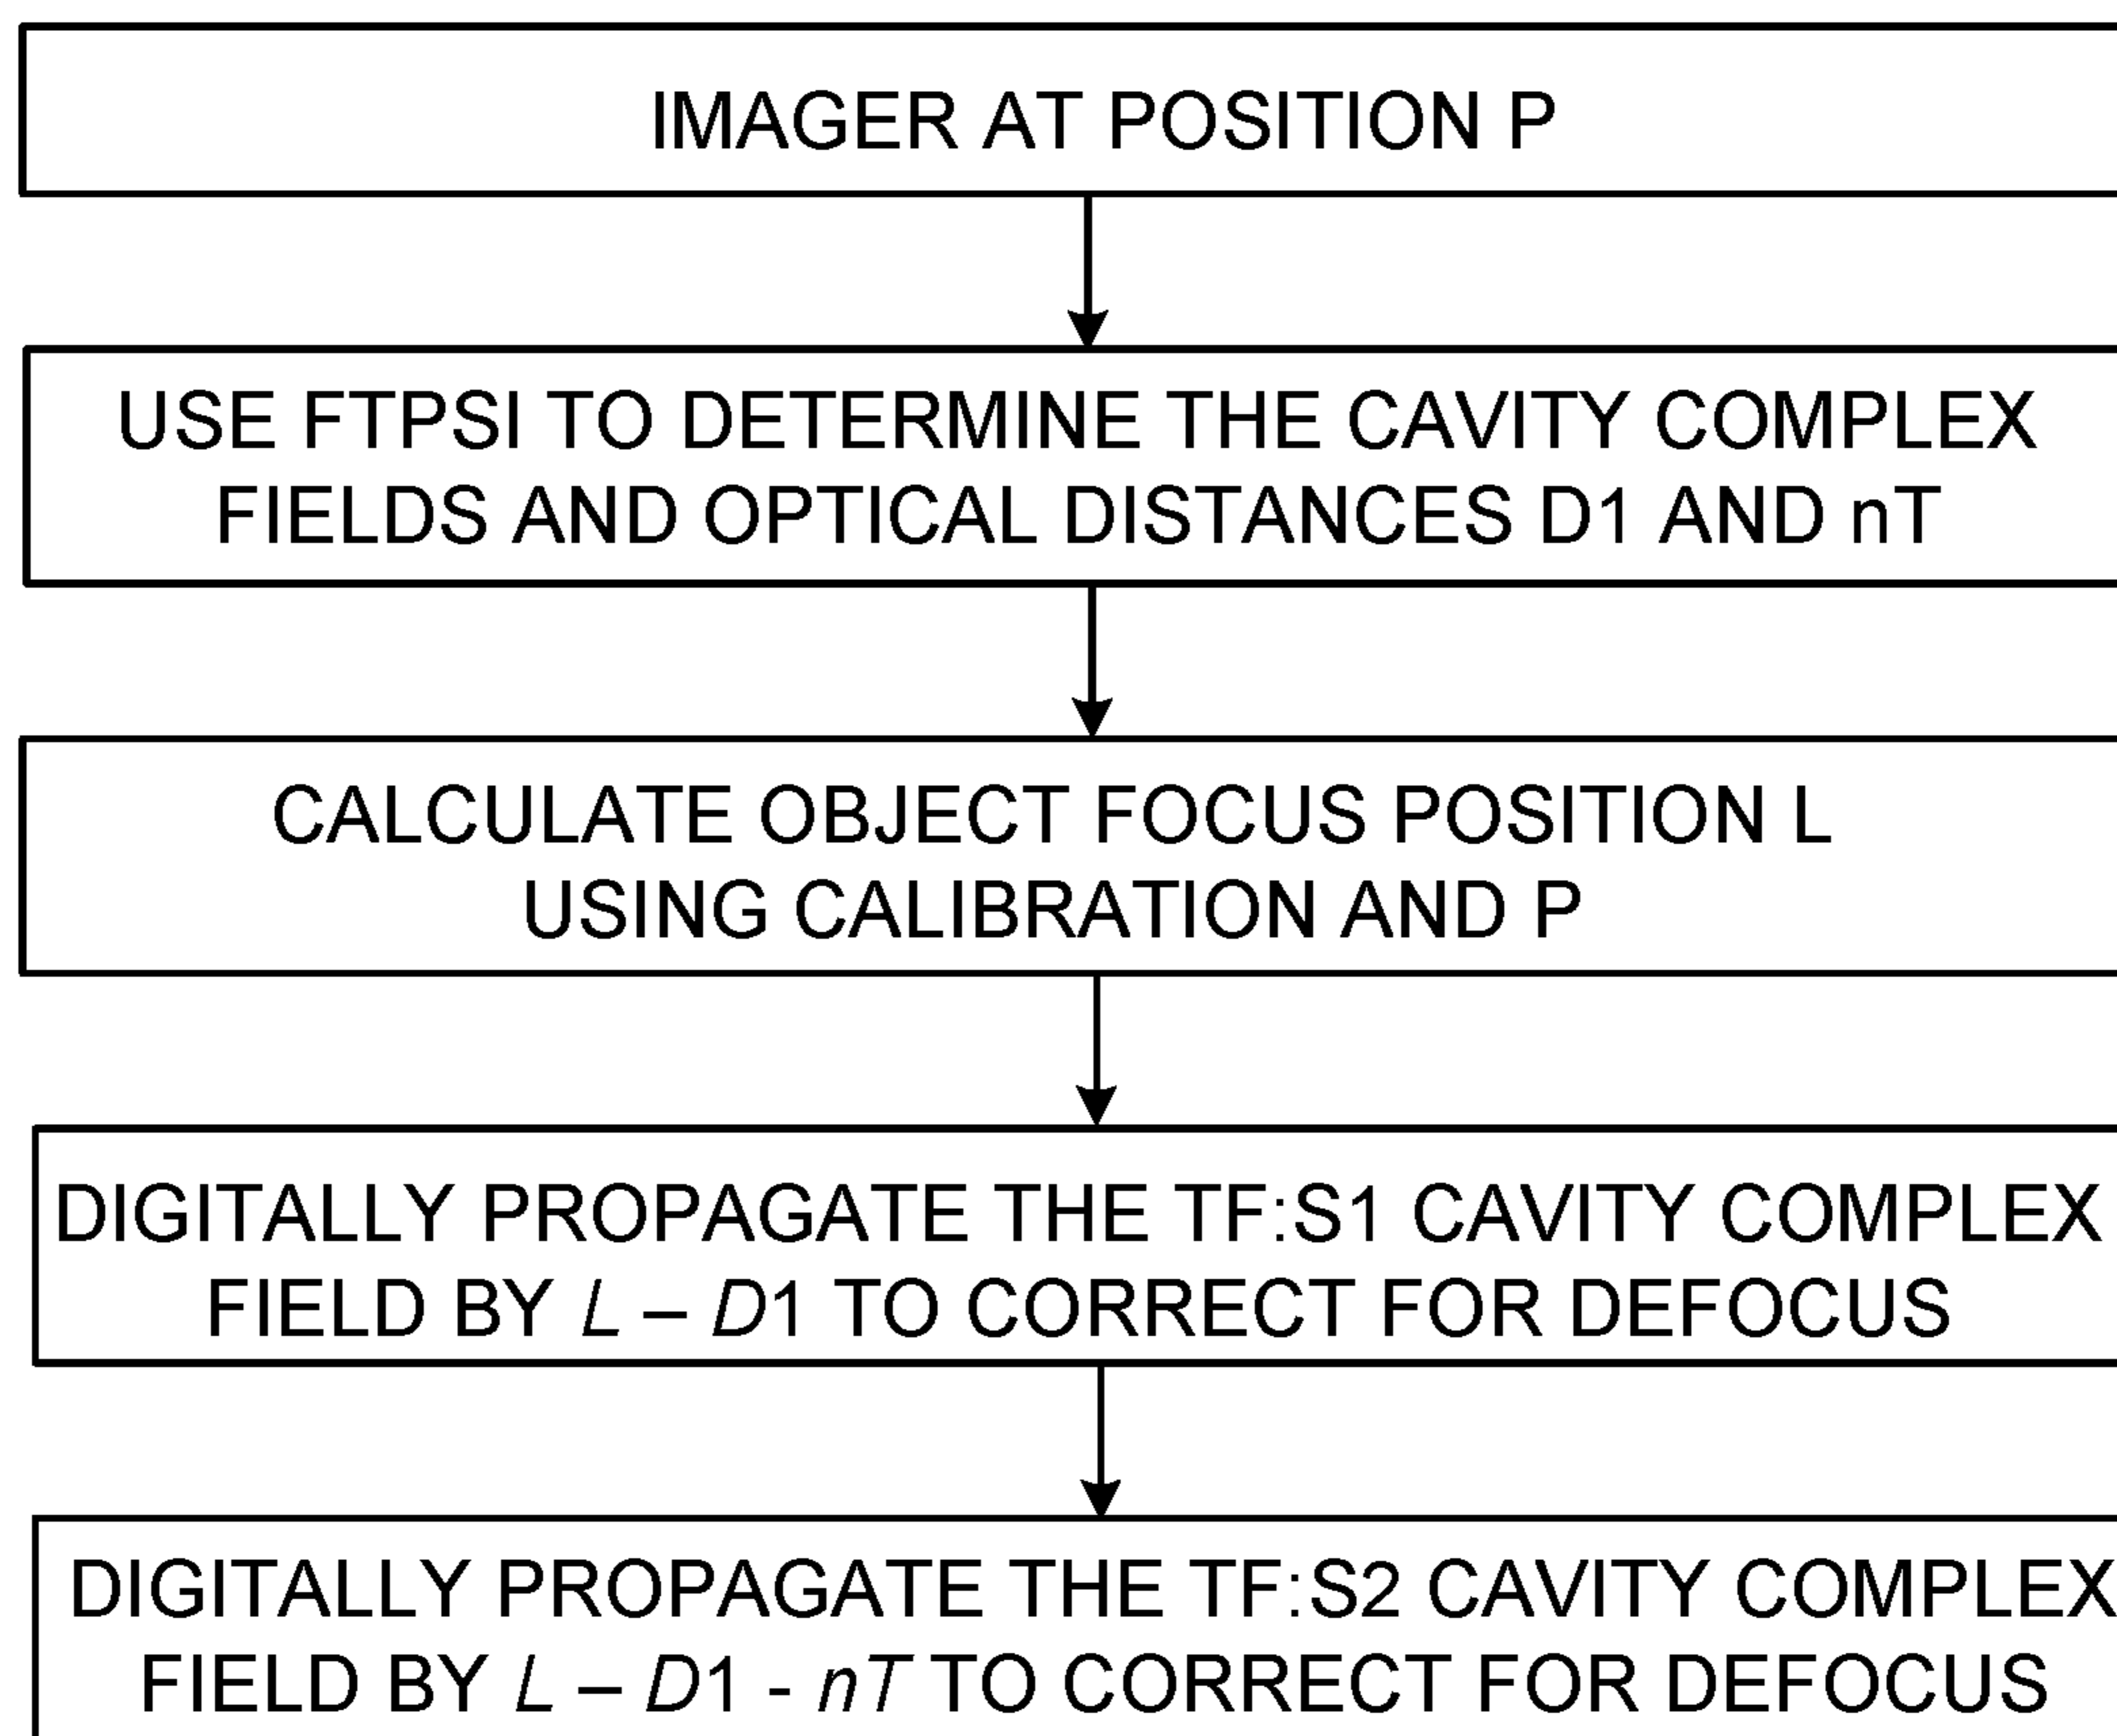 IMAGER AT POSITION P
USE FTPSI TO DETERMINE THE CAVITY COMPLEX
FIELDS AND OPTICAL DISTANCES D1 AND nT
CALCULATE OBJECT FOCUS POSITION L
USING CALIBRATION AND P
DIGITALLY PROPAGATE THE TF:S1 CAVITY COMPLEX
FIELD BY L – D1 TO CORRECT FOR DEFOCUS
DIGITALLY PROPAGATE THE TF:S2 CAVITY COMPLEX
FIELD BY L – D1 - nT TO CORRECT FOR DEFOCUS